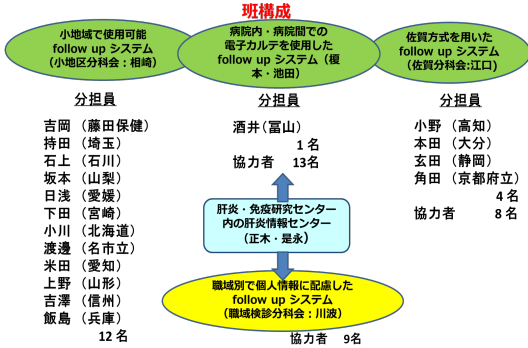 班構成
小地域で使用可能
follow up システム
（小地区分科会：相崎）
病院内・病院間での
電子カルテを使用した
follow up システム（榎
本・池田）
佐賀方式を用いた
follow up システム
（佐賀分科会:江口）
分担員
吉岡（藤田保健）
持田（埼玉）
石上（石川）
坂本（山梨）
日浅（愛媛）
下田（宮崎）
小川（北海道）
渡邊（名市立）
米田（愛知）
上野（山形）
吉澤（信州）
飯島（兵庫）
12 名
分担員
酒井（冨山）
1 名
協力者 13名
分担員
小野（高知）
本田（大分）
玄田（静岡）
角田（京都府立）
4 名
協力者 8 名
肝炎・免疫研究センター
内の肝炎情報センター
（正木・是永）
職域別で個人情報に配慮した
follow up システム
（職域検診分科会：川波）
協力者 9名